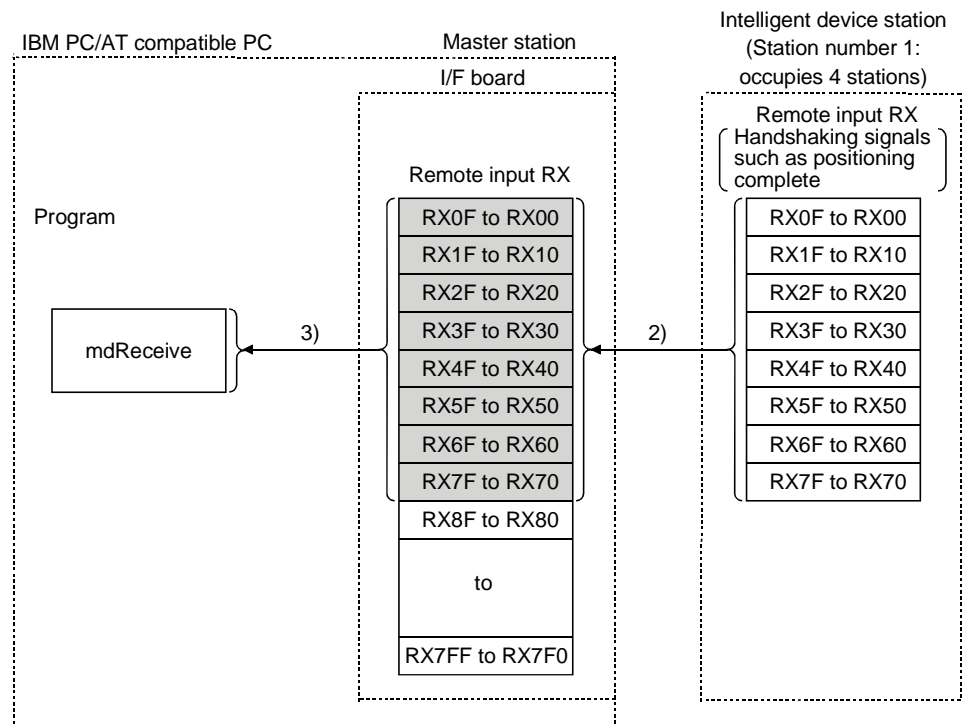 IBM PC/AT compatible PC
Master station
I/F board
Intelligent device station
(Station number 1:
occupies 4 stations)
Program
mdReceive
3)
Remote input RX
RX0F to RX00
RX1F to RX10
RX2F to RX20
RX3F to RX30
RX4F to RX40
RX5F to RX50
RX6F to RX60
RX7F to RX70
RX8F to RX80
to
RX7FF to RX7F0
2)
Remote input RX
Handshaking signals
such as positioning
complete
RX0F to RX00
RX1F to RX10
RX2F to RX20
RX3F to RX30
RX4F to RX40
RX5F to RX50
RX6F to RX60
RX7F to RX70